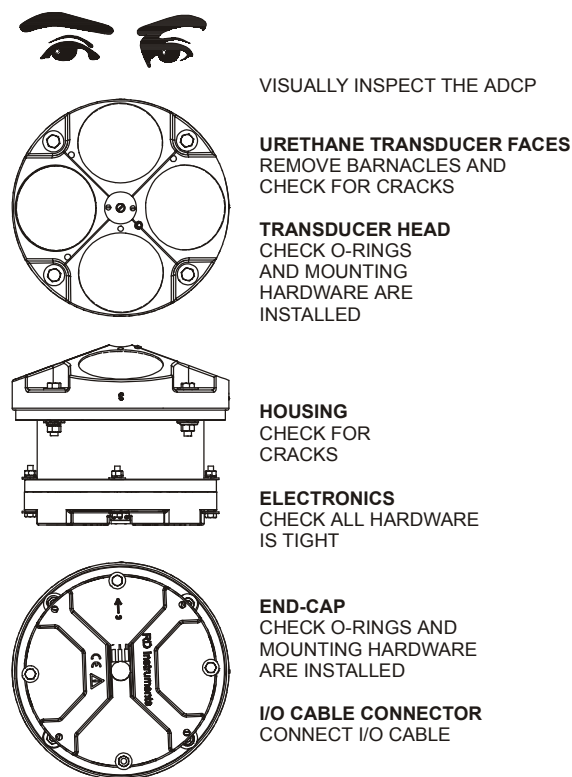 VISUALLY INSPECT THE ADCP
URETHANE TRANSDUCER FACES
REMOVE BARNACLES AND
CHECK FOR CRACKS
TRANSDUCER HEAD
CHECK O-RINGS
AND MOUNTING
HARDWARE ARE
INSTALLED
3
HOUSING
CHECK FOR
CRACKS
ELECTRONICS
CHECK ALL HARDWARE
IS TIGHT
END-CAP
CHECK O-RINGS AND
MOUNTING HARDWARE
ARE INSTALLED
3
RD Instruments
CE
I/O CABLE CONNECTOR
CONNECT I/O CABLE